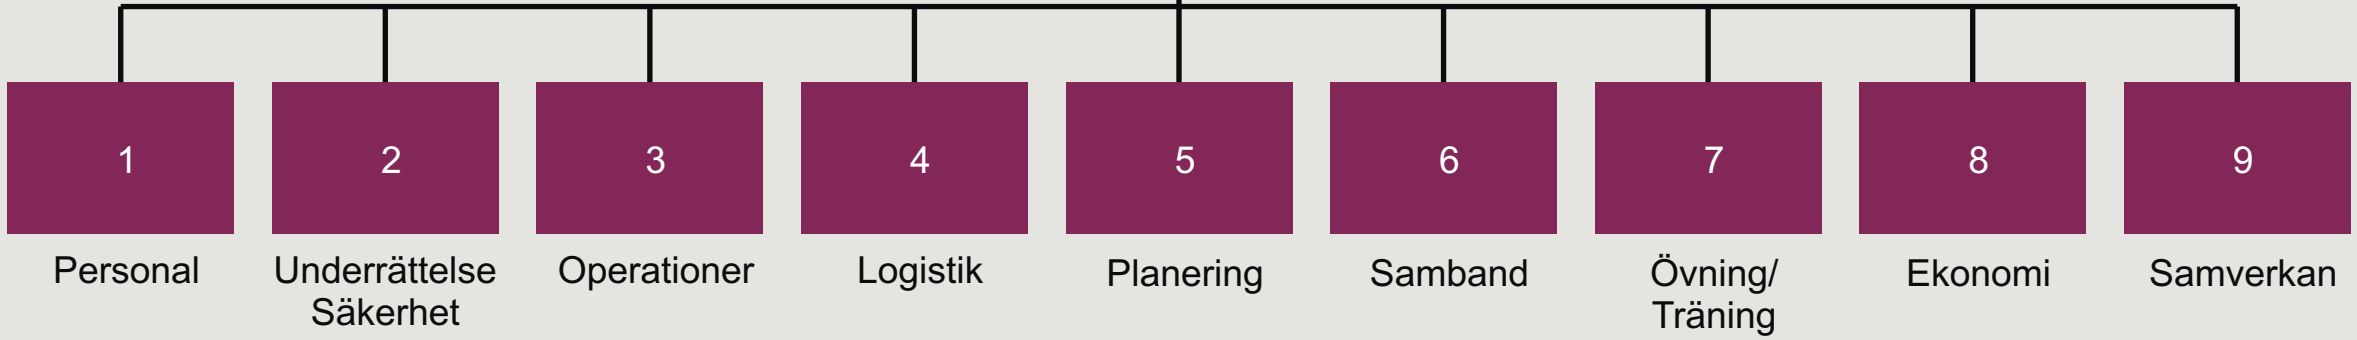 1
2
3
4
5
6
7
8
9
Personal
Underrättelse
Säkerhet
Operationer
Logistik
Planering
Samband
Övning/
Träning
Ekonomi
Samverkan